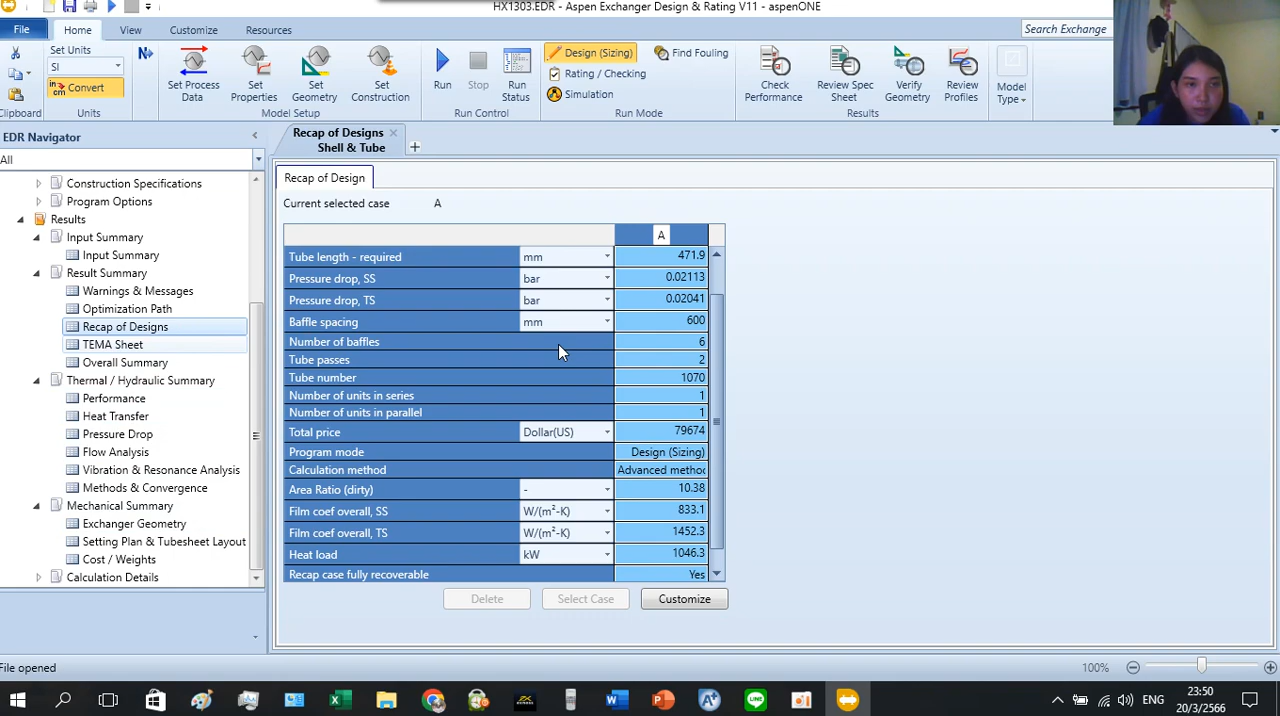 HX1303.EDR - Aspen Exchanger Design & Rating V11 - aspenONE
File Home View Customize Resources Search Exchange
Set Units
SI
Convert
Clipboard Units
Set Process Data
Set Properties
Set Geometry
Set Construction
Model Setup
Run
Stop
Run Status
Run Control
Design (Sizing)
Rating / Checking
Simulation
Find Fouling
Run Mode
Check Performance
Review Spec Sheet
Verify Geometry
Review Profiles
Results
Model Type
EDR Navigator
All
Construction Specifications
Program Options
Results
Input Summary
Input Summary
Result Summary
Warnings & Messages
Optimization Path
Recap of Designs
TEMA Sheet
Overall Summary
Thermal / Hydraulic Summary
Performance
Heat Transfer
Pressure Drop
Flow Analysis
Vibration & Resonance Analysis
Methods & Convergence
Mechanical Summary
Exchanger Geometry
Setting Plan & Tubesheet Layout
Cost / Weights
Calculation Details
Recap of Designs
Shell & Tube
Recap of Design
Current selected case A
A
Tube length - required mm 471.9
Pressure drop, SS bar 0.02113
Pressure drop, TS bar 0.02041
Baffle spacing mm 600
Number of baffles 6
Tube passes 2
Tube number 1070
Number of units in series 1
Number of units in parallel 1
Total price Dollar(US) 79674
Program mode Design (Sizing)
Calculation method Advanced method
Area Ratio (dirty) - 10.38
Film coef overall, SS W/(m²-K) 833.1
Film coef overall, TS W/(m²-K) 1452.3
Heat load kW 1046.3
Recap case fully recoverable Yes
Delete Select Case Customize
File opened 100%
ENG 23:50
20/3/2566